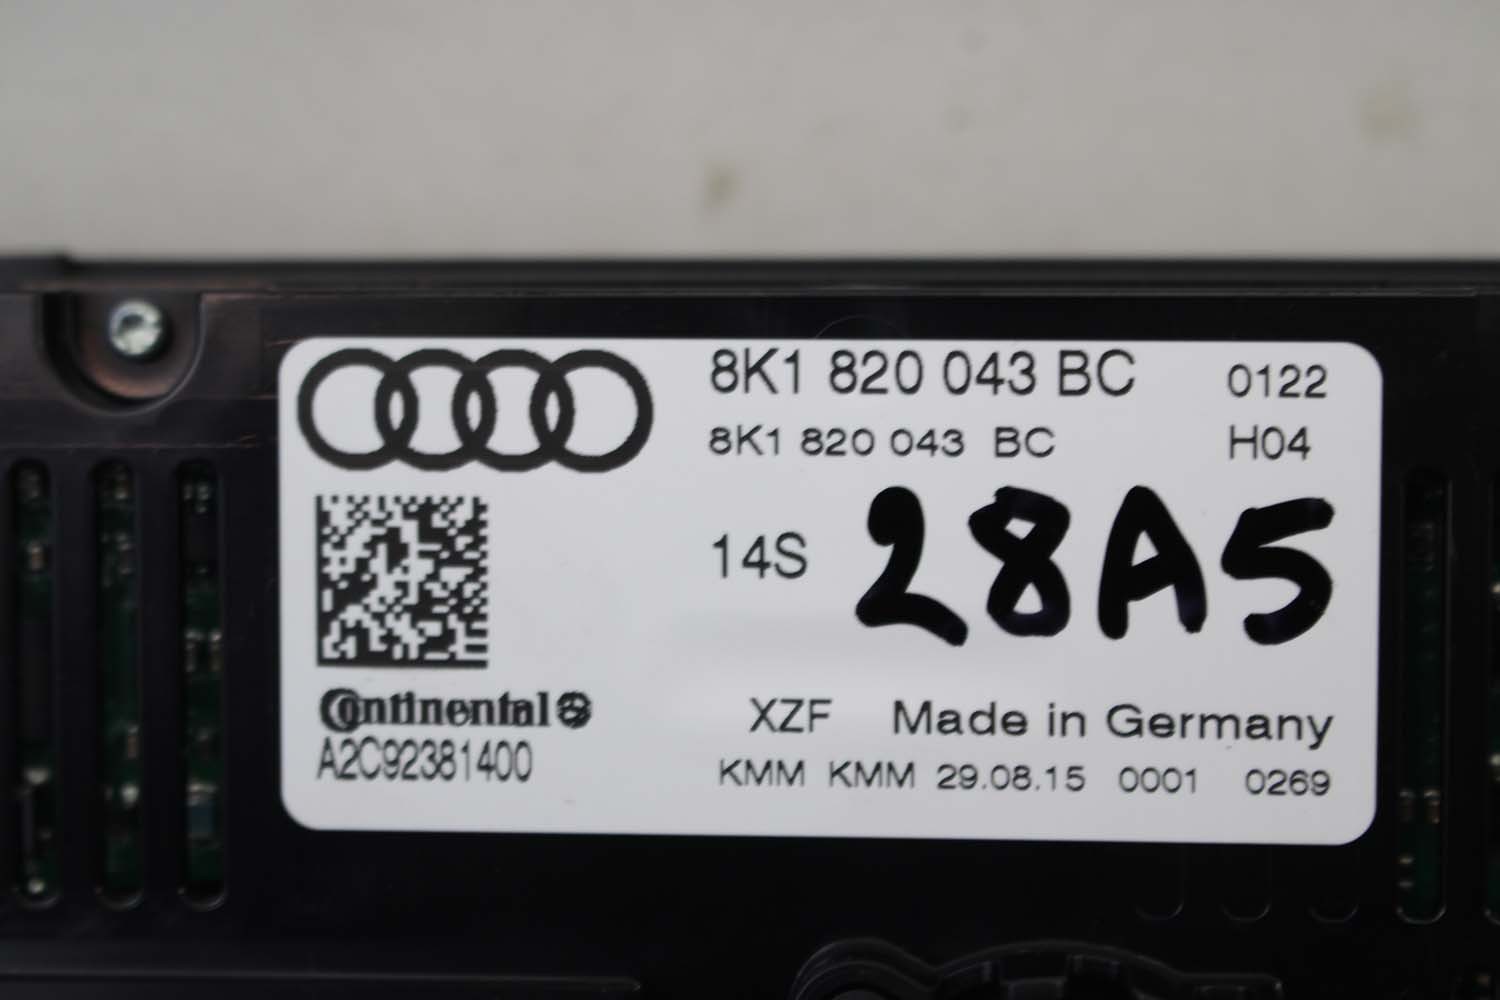 8K1 820 043 BC 0122
8K1 820 043 BC H04
14S 28A5
Continental
A2C92381400
XZF Made in Germany
KMM KMM 29.08.15 0001 0269